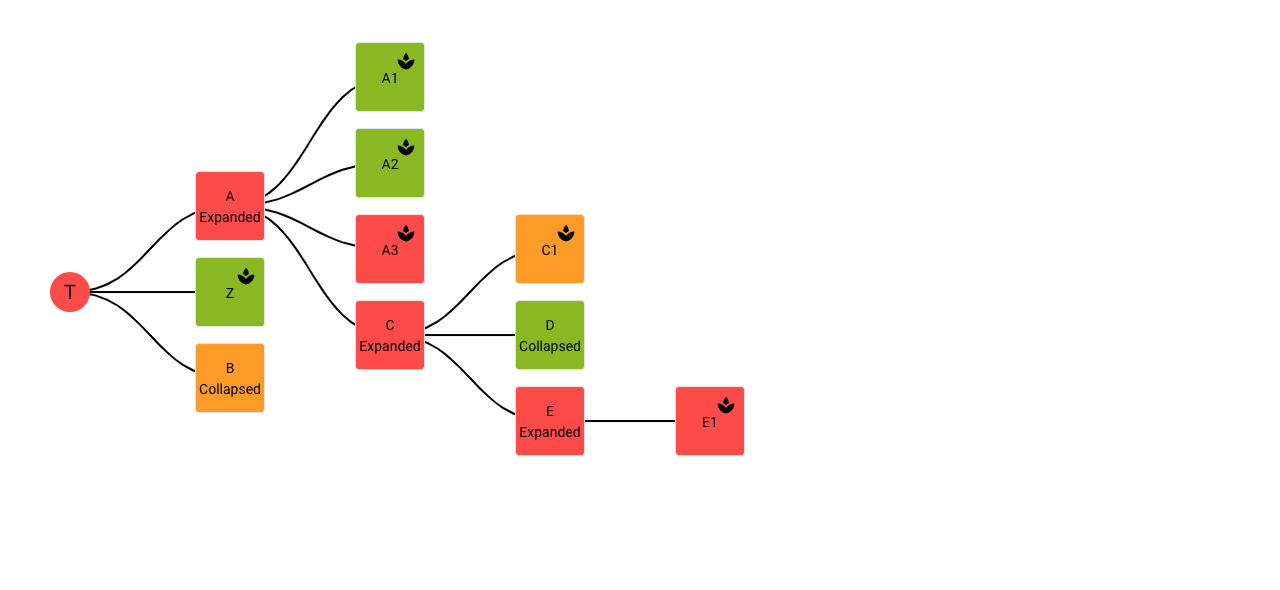 A1
A2
A
Expanded
A3
C1
T
Z
C
Expanded
D
Collapsed
B
Collapsed
E
Expanded
E1